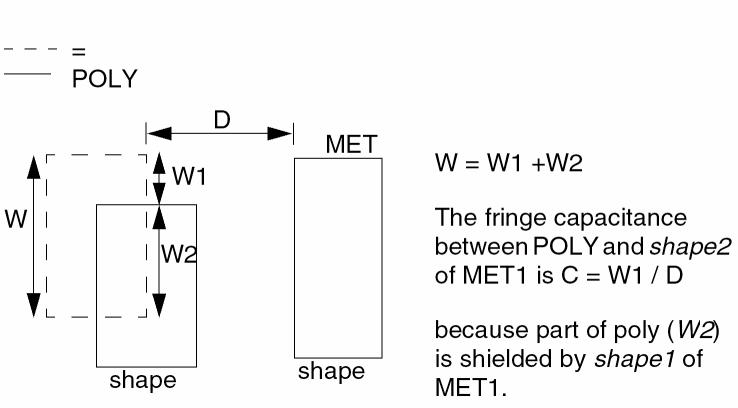 =
POLY
D
MET
W1
W
W2
shape
shape
W = W1 +W2
The fringe capacitance
between POLY and shape2
of MET1 is C = W1 / D
because part of poly (W2)
is shielded by shape1 of
MET1.